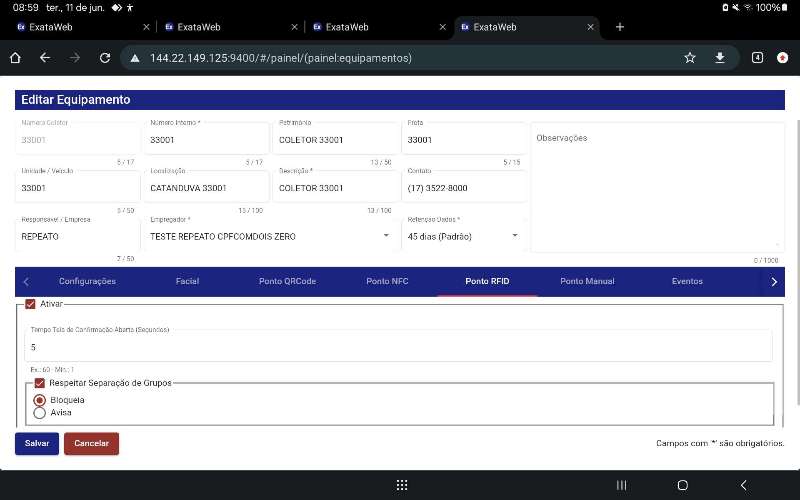 08:59 ter., 11 de jun. 100%
ExataWeb ExataWeb ExataWeb ExataWeb
144.22.149.125:9400/#/painel/(painel:equipamentos) 4
Editar Equipamento
Número Coletor Número Interno * Patrimônio Frota
33001 33001 COLETOR 33001 33001 Observações
5 / 17 5 / 17 13 / 50 5 / 15
Unidade / Veículo Localização Descrição * Contato
33001 CATANDUVA 33001 COLETOR 33001 (17) 3522-8000
5 / 50 15 / 100 13 / 100
Responsável / Empresa Empregador * Retenção Dados *
REPEATO TESTE REPEATO CPFCOMDOIS ZERO 45 dias (Padrão)
7 / 50 0 / 1000
Configurações Facial Ponto QRCode Ponto NFC Ponto RFID Ponto Manual Eventos
Ativar
Tempo Tela de Confirmação Aberta (Segundos)
5
Ex.: 60 - Min.: 1
Respeitar Separação de Grupos
Bloqueia
Avisa
Salvar Cancelar Campos com '*' são obrigatórios.